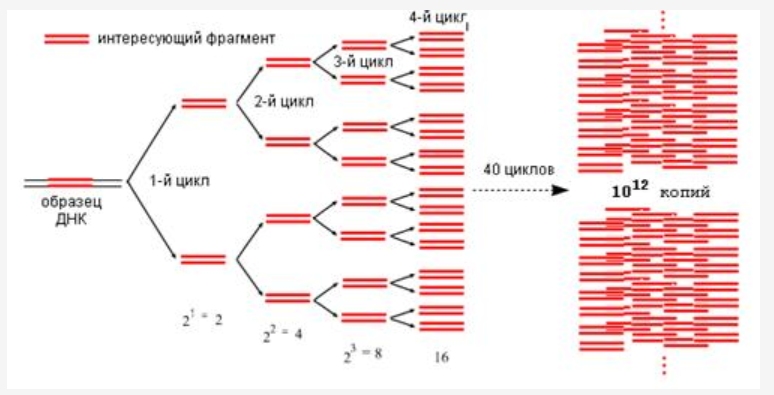 интересующий фрагмент
4-й цикл
3-й цикл
2-й цикл
1-й цикл
образец
ДНК
40 циклов
10¹² копий
2¹ = 2
2² = 4
2³ = 8
16